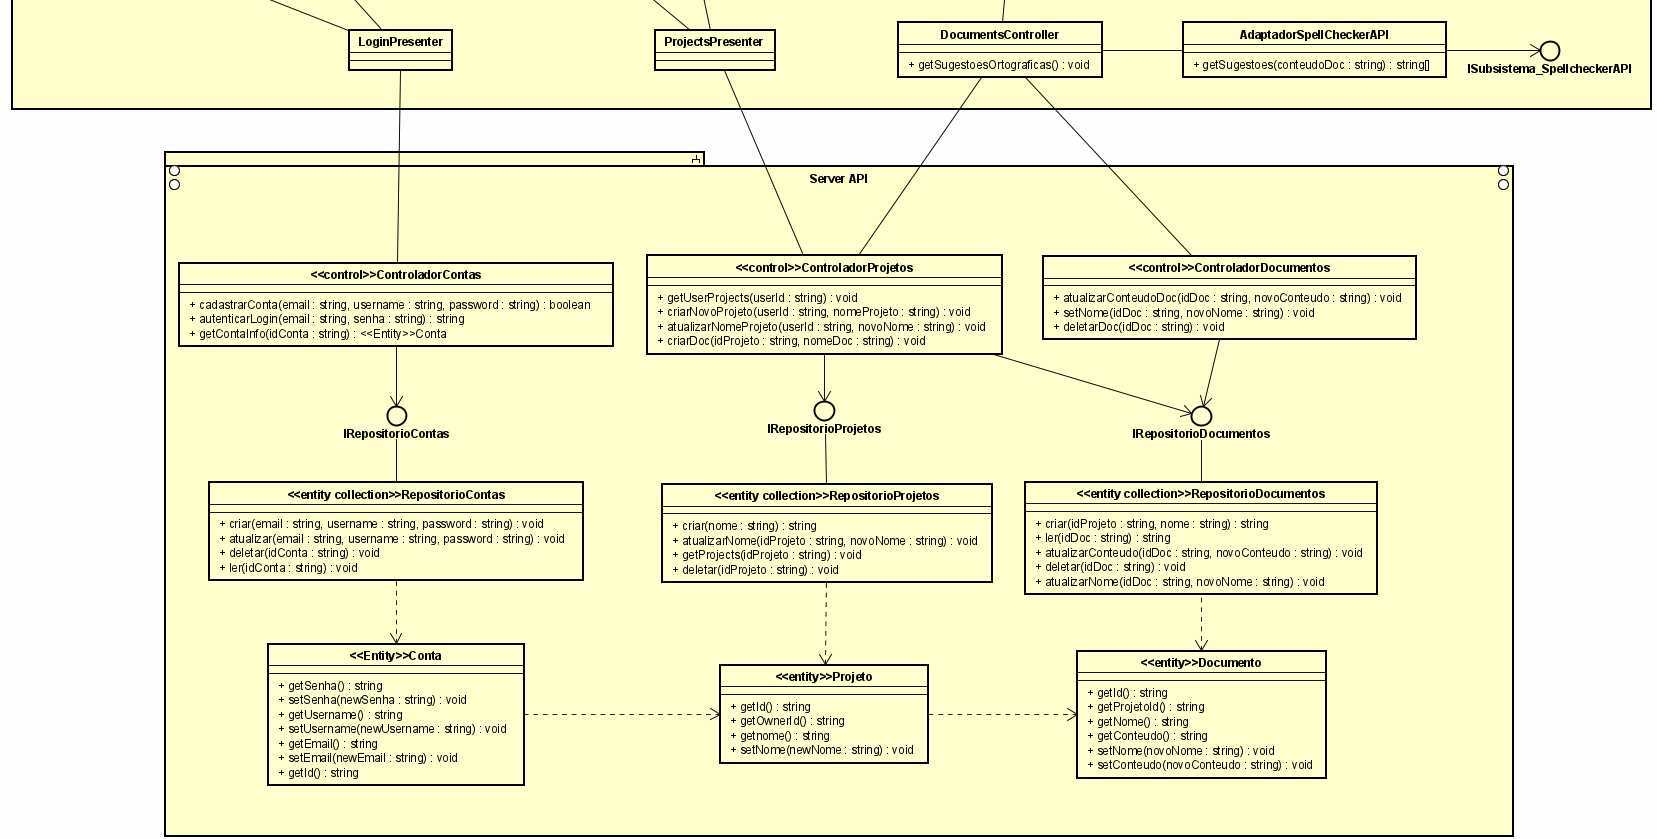 LoginPresenter
ProjectsPresenter
DocumentsController
+ getSugestoesOrtograficas() : void
AdaptadorSpellCheckerAPI
+ getSugestoes(conteudoDoc : string) : string[]
ISubsistema_SpellcheckerAPI
Server API
<<control>>ControladorContas
+ cadastrarConta(email : string, username : string, password : string) : boolean
+ autenticarLogin(email : string, senha : string) : string
+ getContaInfo(idConta : string) : <<Entity>>Conta
<<control>>ControladorProjetos
+ getUserProjects(userId : string) : void
+ criarNovoProjeto(userId : string, nomeProjeto : string) : void
+ atualizarNomeProjeto(userId : string, novoNome : string) : void
+ criarDoc(idProjeto : string, nomeDoc : string) : void
<<control>>ControladorDocumentos
+ atualizarConteudoDoc(idDoc : string, novoConteudo : string) : void
+ setNome(idDoc : string, novoNome : string) : void
+ deletarDoc(idDoc : string) : void
IRepositorioContas
IRepositorioProjetos
IRepositorioDocumentos
<<entity collection>>RepositorioContas
+ criar(email : string, username : string, password : string) : void
+ atualizar(email : string, username : string, password : string) : void
+ deletar(idConta : string) : void
+ ler(idConta : string) : void
<<entity collection>>RepositorioProjetos
+ criar(nome : string) : string
+ atualizarNome(idProjeto : string, novoNome : string) : void
+ getProjects(idProjeto : string) : void
+ deletar(idProjeto : string) : void
<<entity collection>>RepositorioDocumentos
+ criar(idProjeto : string, nome : string) : string
+ ler(idDoc : string) : string
+ atualizarConteudo(idDoc : string, novoConteudo : string) : void
+ deletar(idDoc : string) : void
+ atualizarNome(idDoc : string, novoNome : string) : void
<<Entity>>Conta
+ getSenha() : string
+ setSenha(newSenha : string) : void
+ getUsername() : string
+ setUsername(newUsername : string) : void
+ getEmail() : string
+ setEmail(newEmail : string) : void
+ getId() : string
<<entity>>Projeto
+ getId() : string
+ getOwnerId() : string
+ getnome() : string
+ setNome(newNome : string) : void
<<entity>>Documento
+ getId() : string
+ getProjetoId() : string
+ getNome() : string
+ getConteudo() : string
+ setNome(novoNome : string) : void
+ setConteudo(novoConteudo : string) : void